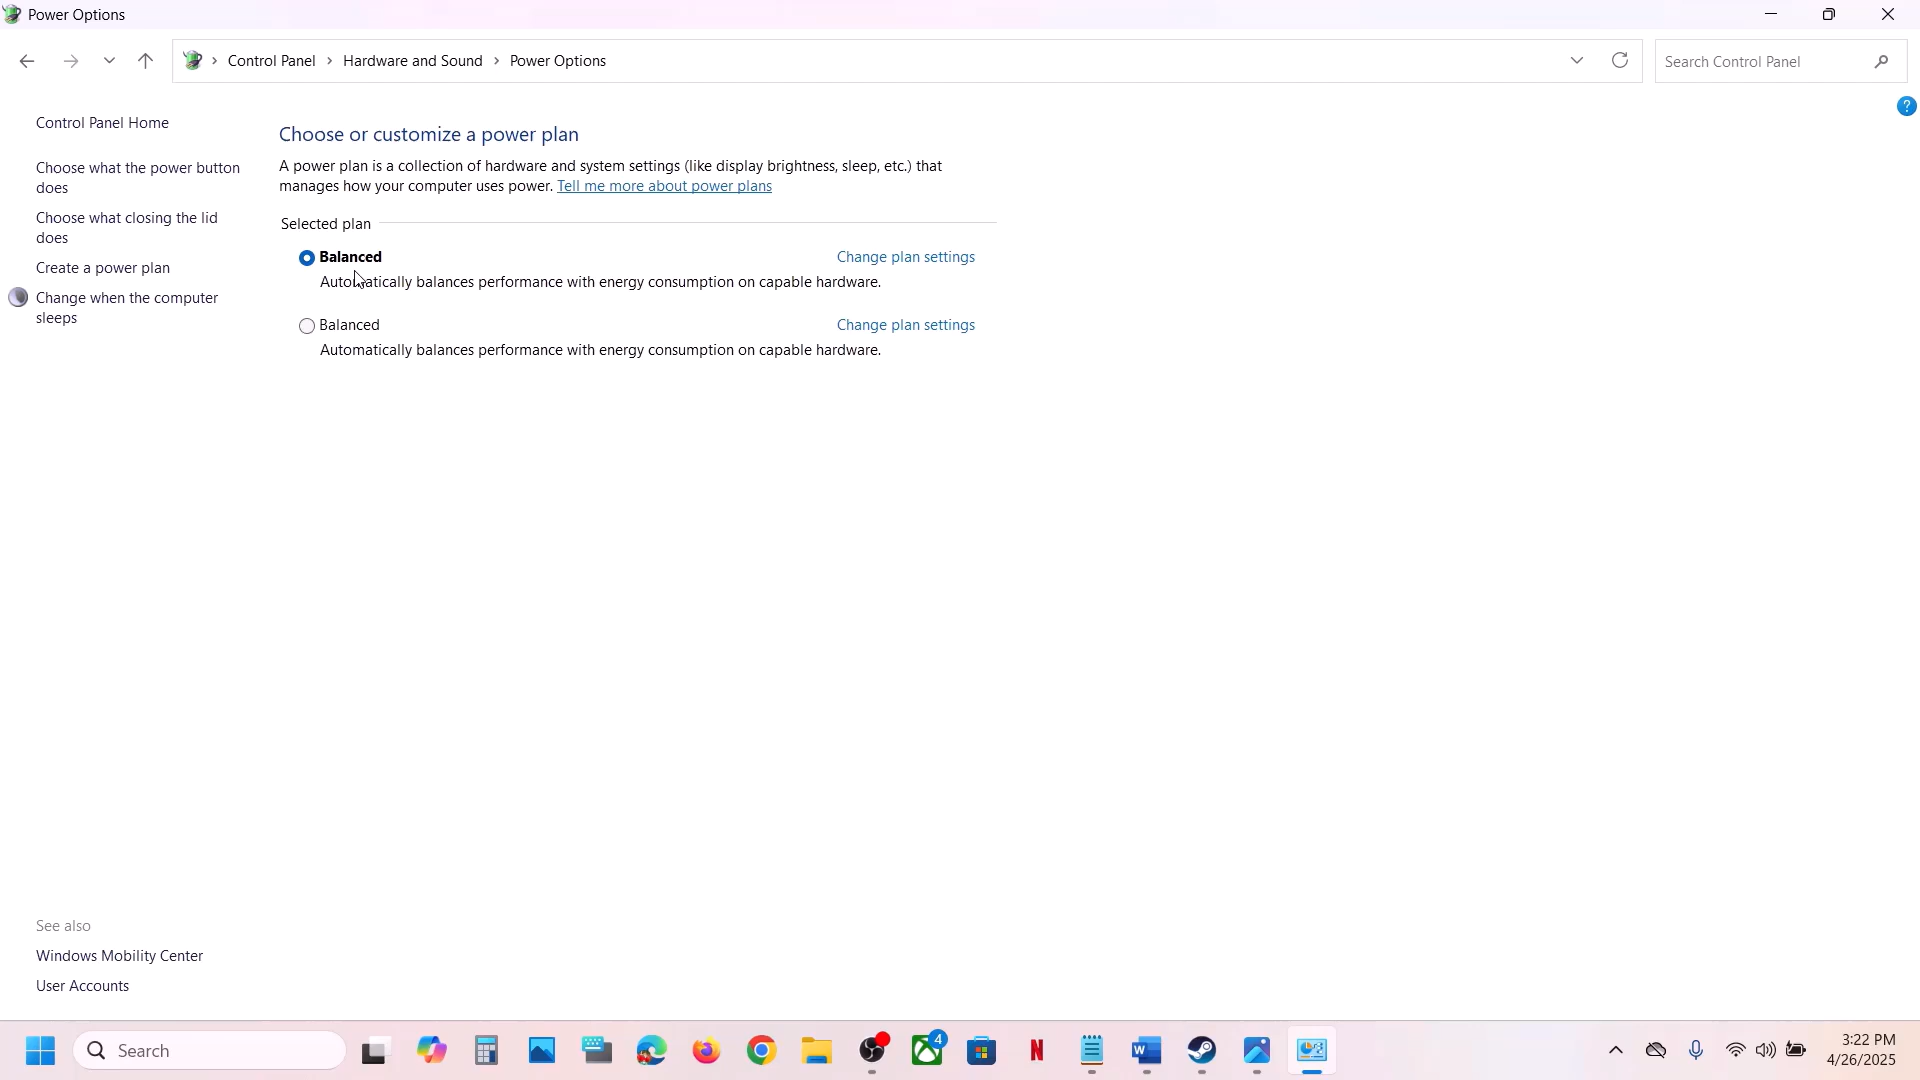 Power Options
Control Panel › Hardware and Sound › Power Options
Search Control Panel
?
Control Panel Home
Choose what the power button
does
Choose what closing the lid
does
Create a power plan
Change when the computer
sleeps
Choose or customize a power plan
A power plan is a collection of hardware and system settings (like display brightness, sleep, etc.) that
manages how your computer uses power. Tell me more about power plans
Selected plan
Balanced
Change plan settings
Automatically balances performance with energy consumption on capable hardware.
Balanced
Change plan settings
Automatically balances performance with energy consumption on capable hardware.
See also
Windows Mobility Center
User Accounts
Search
4
N
W
3:22 PM
4/26/2025